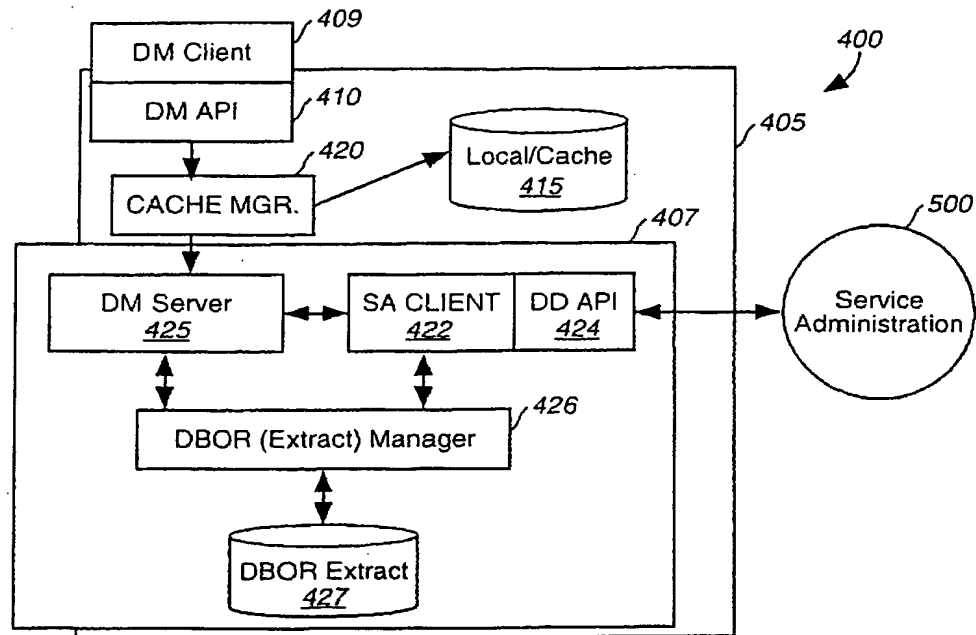 409
DM Client
400
410
DM API
405
420
Local/Cache
415
CACHE MGR.
407
500
DM Server
425
SA CLIENT
422
DD API
424
Service
Administration
426
DBOR (Extract) Manager
DBOR Extract
427